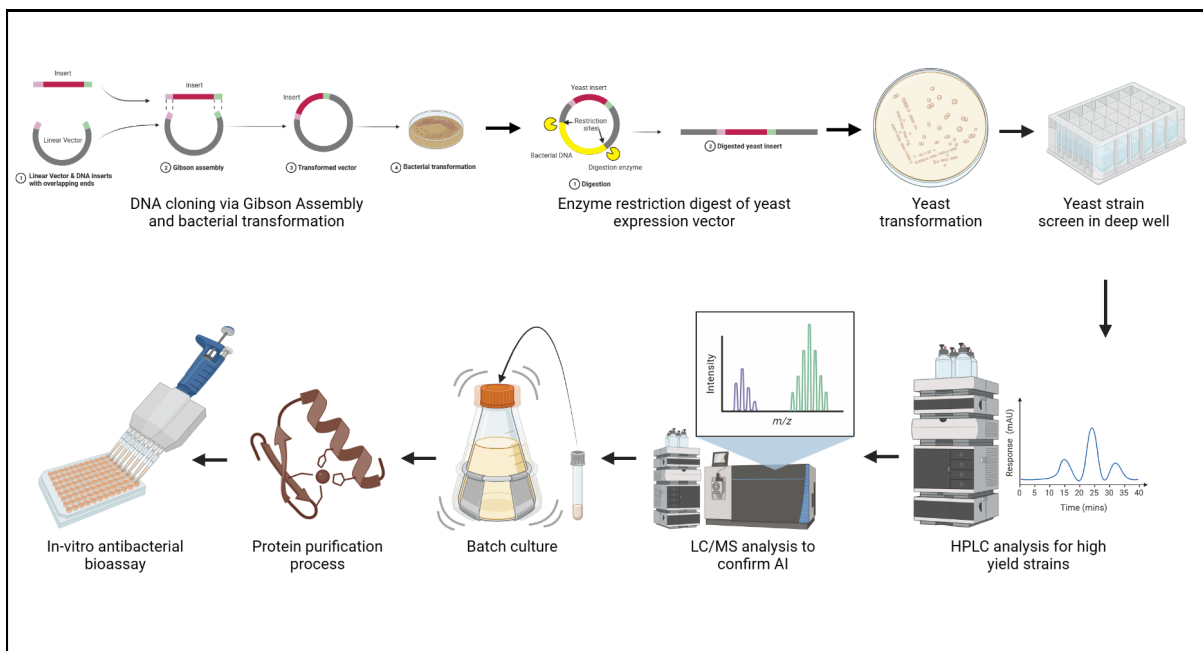 Insert
Linear Vector
1 Linear Vector & DNA inserts
with overlapping ends
Insert
2 Gibson assembly
Insert
3 Transformed vector
4 Bacterial transformation
DNA cloning via Gibson Assembly
and bacterial transformation
Yeast insert
Restriction
sites
Bacterial DNA
Digestion enzyme
1 Digestion
2 Digested yeast insert
Enzyme restriction digest of yeast
expression vector
Yeast
transformation
Yeast strain
screen in deep well
In-vitro antibacterial
bioassay
Protein purification
process
Batch culture
Intensity
m/z
LC/MS analysis to
confirm AI
Response (mAU)
0 5 10 15 20 25 30 35 40
Time (mins)
HPLC analysis for high
yield strains